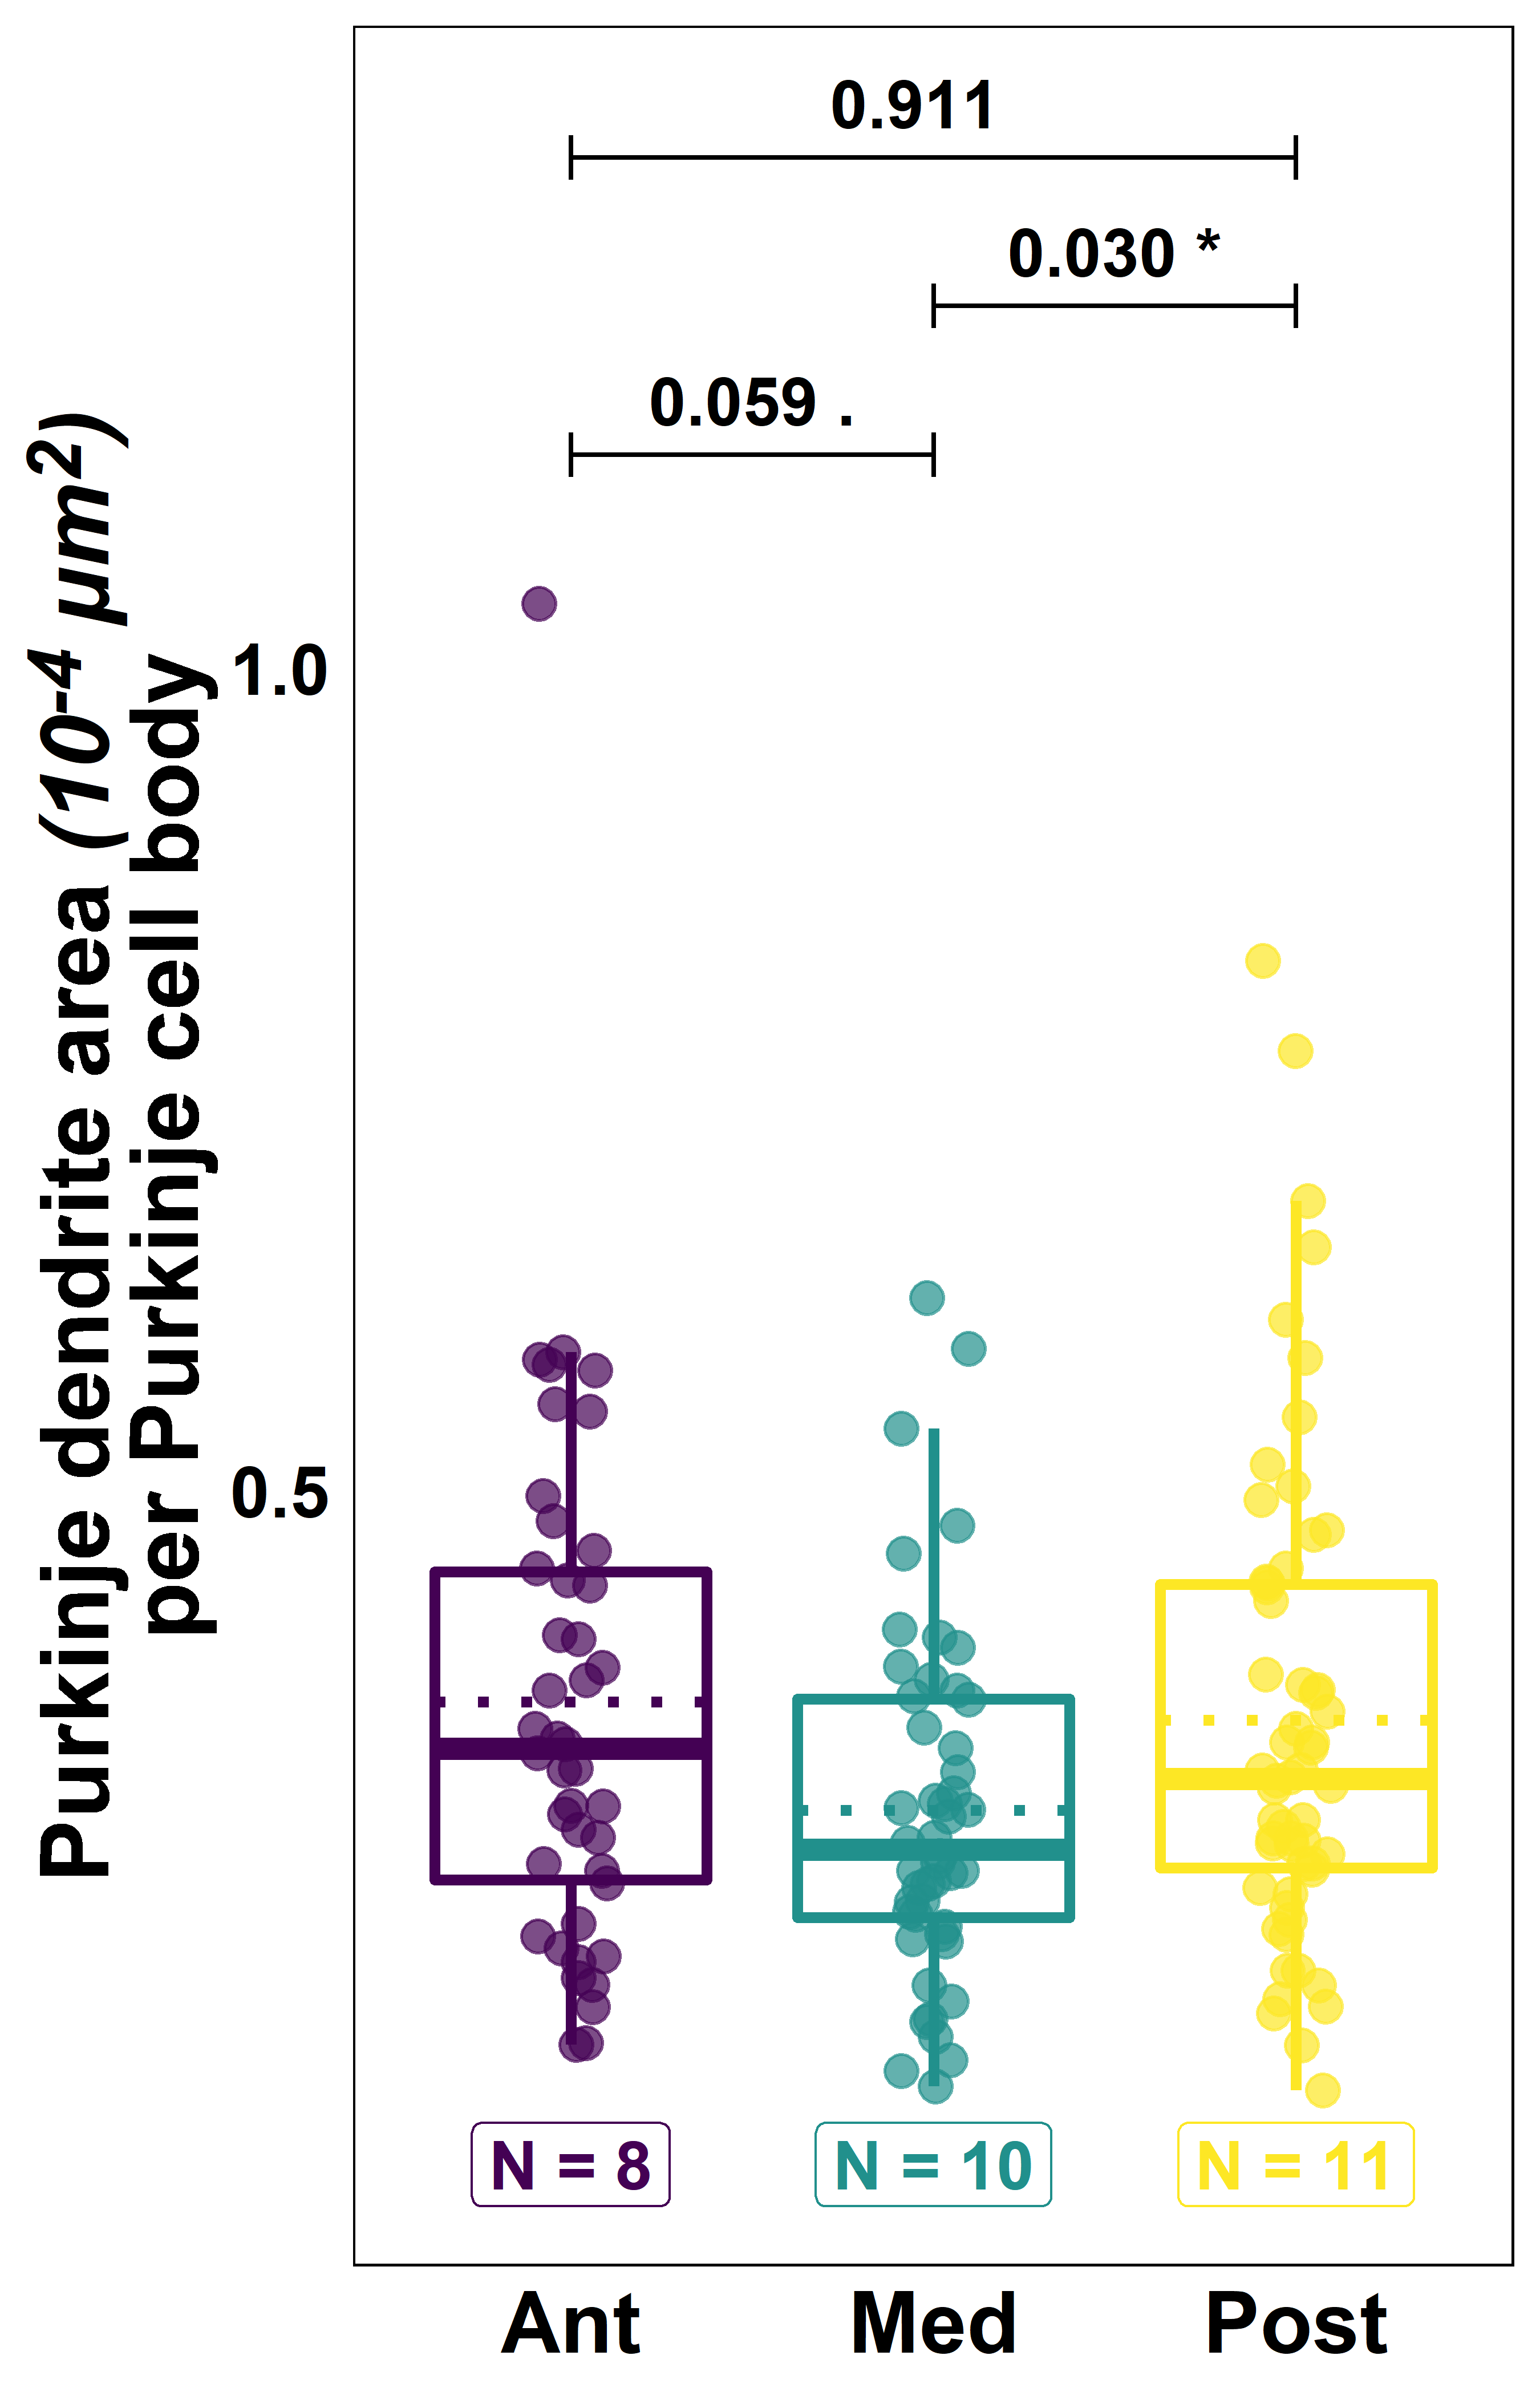 Purkinje dendrite area (10⁻⁴ µm²)
per Purkinje cell body
0.911
0.030 *
0.059 .
1.0
0.5
N = 8
N = 10
N = 11
Ant
Med
Post